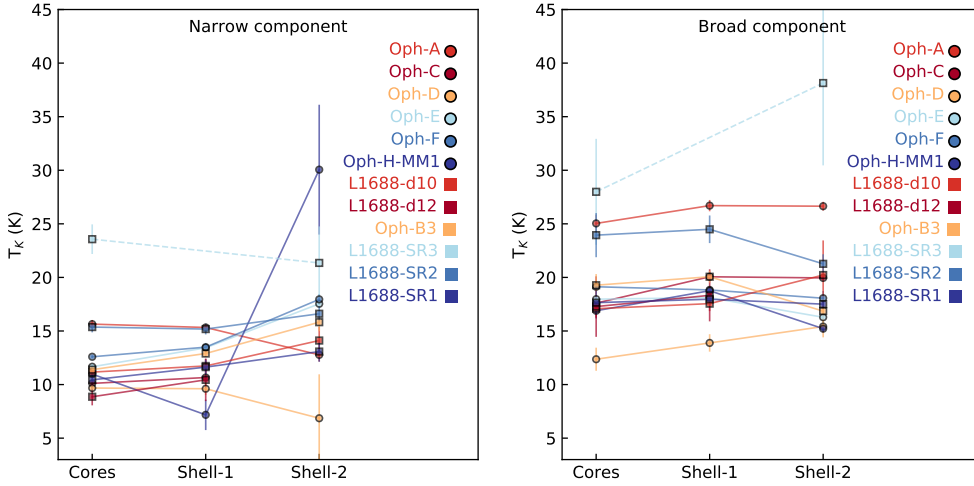 Narrow component
T_K (K)
45
40
35
30
25
20
15
10
5
Oph-A
Oph-C
Oph-D
Oph-E
Oph-F
Oph-H-MM1
L1688-d10
L1688-d12
Oph-B3
L1688-SR3
L1688-SR2
L1688-SR1
Cores Shell-1 Shell-2
Broad component
T_K (K)
45
40
35
30
25
20
15
10
5
Oph-A
Oph-C
Oph-D
Oph-E
Oph-F
Oph-H-MM1
L1688-d10
L1688-d12
Oph-B3
L1688-SR3
L1688-SR2
L1688-SR1
Cores Shell-1 Shell-2